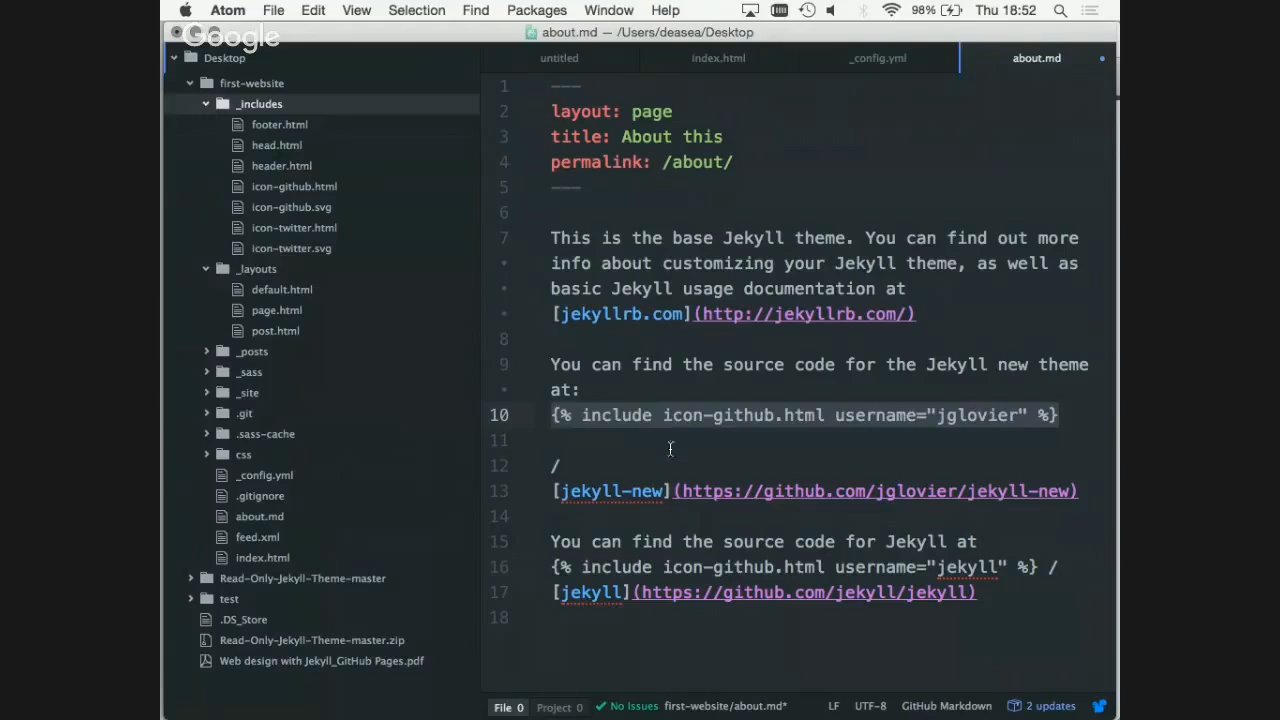 Atom File Edit View Selection Find Packages Window Help 98% Thu 18:52
Google
about.md — /Users/deasea/Desktop
Desktop
first-website
_includes
footer.html
head.html
header.html
icon-github.html
icon-github.svg
icon-twitter.html
icon-twitter.svg
_layouts
default.html
page.html
post.html
_posts
_sass
_site
.git
.sass-cache
css
_config.yml
.gitignore
about.md
feed.xml
index.html
Read-Only-Jekyll-Theme-master
test
.DS_Store
Read-Only-Jekyll-Theme-master.zip
Web design with Jekyll_GitHub Pages.pdf
untitled index.html _config.yml about.md
1 ---
2 layout: page
3 title: About this
4 permalink: /about/
5 ---
6
7 This is the base Jekyll theme. You can find out more
• info about customizing your Jekyll theme, as well as
• basic Jekyll usage documentation at
• [jekyllrb.com](http://jekyllrb.com/)
8
9 You can find the source code for the Jekyll new theme
• at:
10 {% include icon-github.html username="jglovier" %}
11
12 /
13 [jekyll-new](https://github.com/jglovier/jekyll-new)
14
15 You can find the source code for Jekyll at
16 {% include icon-github.html username="jekyll" %} /
17 [jekyll](https://github.com/jekyll/jekyll)
18
File 0 Project 0 No Issues first-website/about.md* LF UTF-8 GitHub Markdown 2 updates